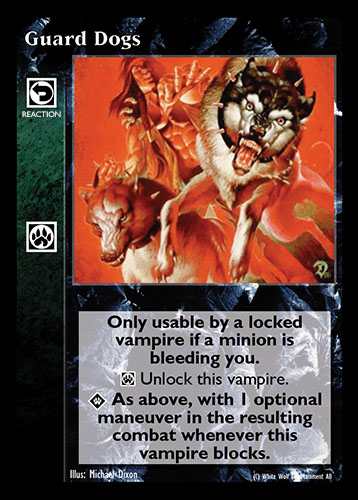 Guard Dogs
REACTION
Only usable by a locked
vampire if a minion is
bleeding you.
Unlock this vampire.
As above, with 1 optional
maneuver in the resulting
combat whenever this
vampire blocks.
Illus: Michael Dixon
(C) White Wolf Entertainment AB